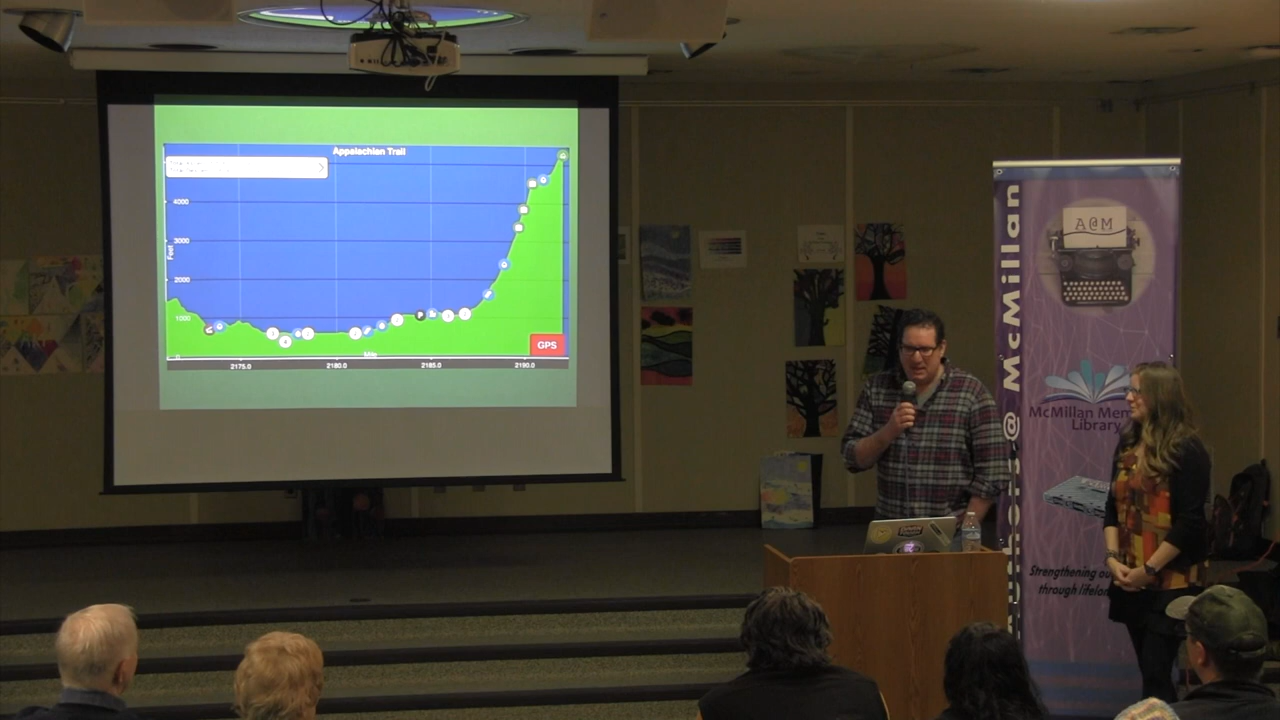 Appalachian Trail
4000
3000
2000
1000
0
Feet
Mile
2175.0
2180.0
2185.0
2190.0
GPS
@ McMillan
A@M
McMillan Mem
Library
Strengthening ou
through lifelon